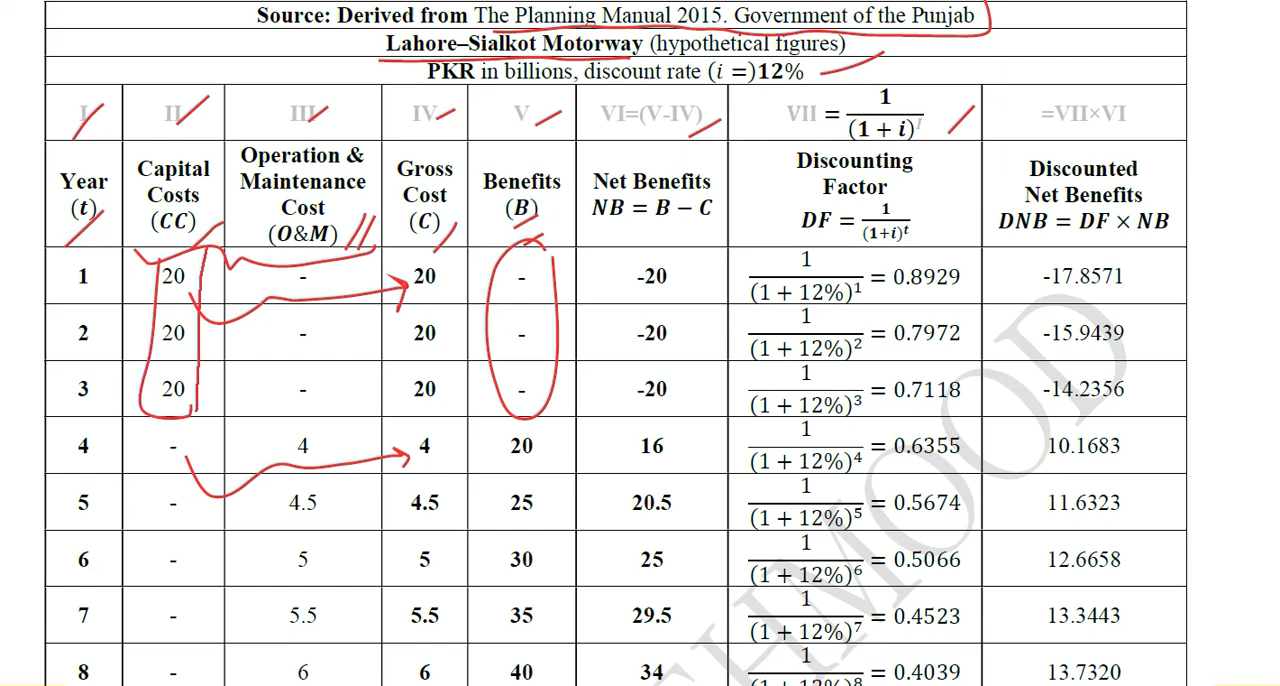 Source: Derived from The Planning Manual 2015. Government of the Punjab
Lahore–Sialkot Motorway (hypothetical figures)
PKR in billions, discount rate (i =)12%
I II III IV V VI=(V-IV) VII = 1/(1 + i)^I =VII×VI
Year (t) Capital Costs (CC) Operation & Maintenance Cost (O&M) Gross Cost (C) Benefits (B) Net Benefits NB = B − C Discounting Factor DF = 1/(1+i)^t Discounted Net Benefits DNB = DF × NB
1 20 - 20 - -20 1/(1 + 12%)^1 = 0.8929 -17.8571
2 20 - 20 - -20 1/(1 + 12%)^2 = 0.7972 -15.9439
3 20 - 20 - -20 1/(1 + 12%)^3 = 0.7118 -14.2356
4 - 4 4 20 16 1/(1 + 12%)^4 = 0.6355 10.1683
5 - 4.5 4.5 25 20.5 1/(1 + 12%)^5 = 0.5674 11.6323
6 - 5 5 30 25 1/(1 + 12%)^6 = 0.5066 12.6658
7 - 5.5 5.5 35 29.5 1/(1 + 12%)^7 = 0.4523 13.3443
8 - 6 6 40 34 1/(1 + 12%)^8 = 0.4039 13.7320
HMOOD